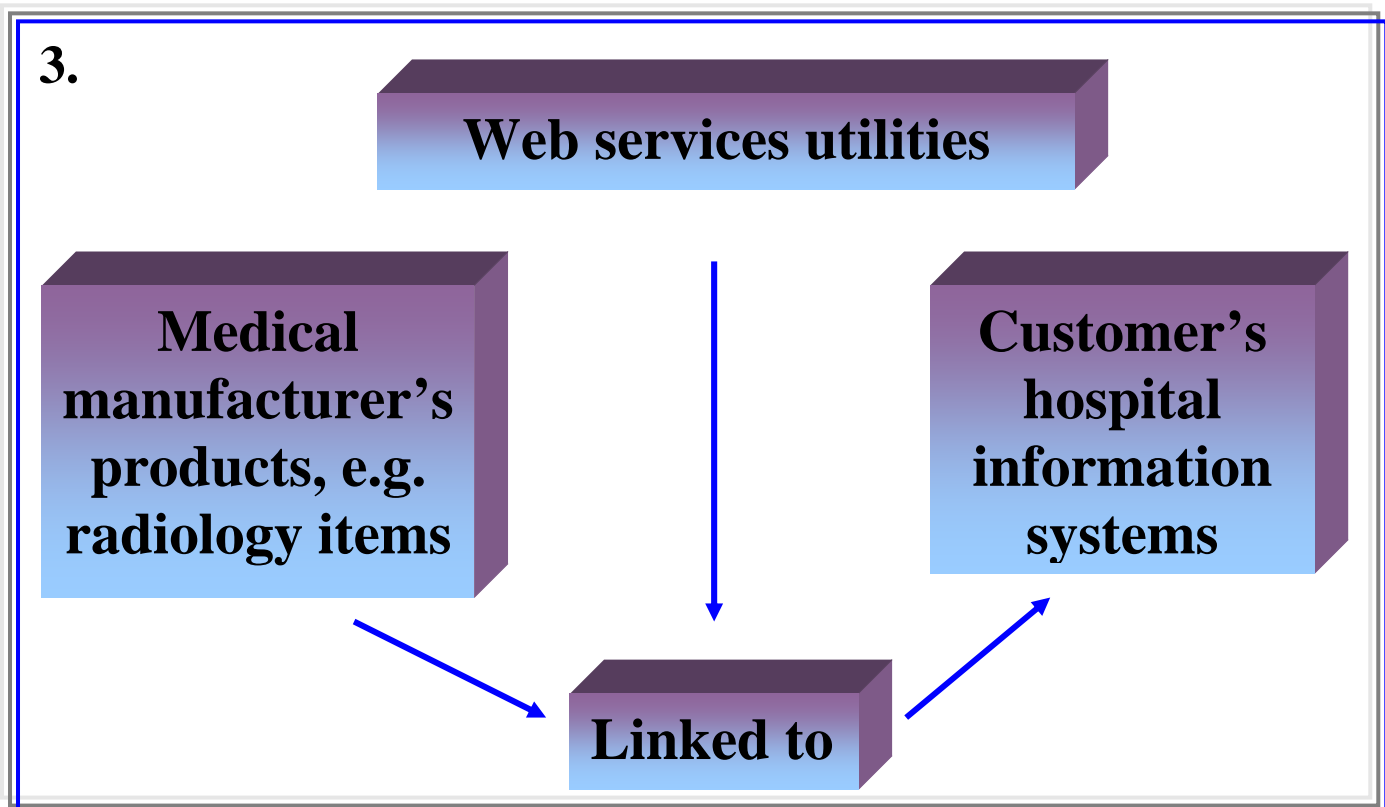 3.
Web services utilities
Medical
manufacturer’s
products, e.g.
radiology items
Customer’s
hospital
information
systems
Linked to